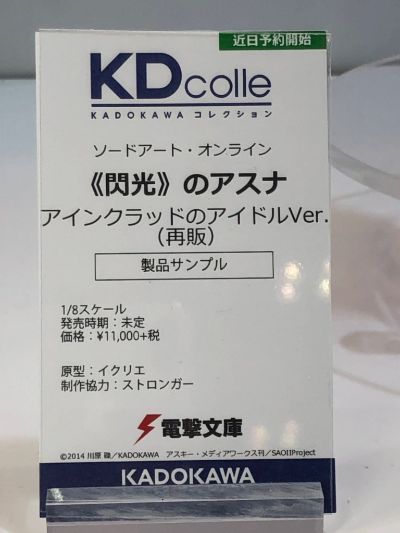 近日予約開始
KDcolle
KADOKAWA コレクション
ソードアート・オンライン
《閃光》のアスナ
アインクラッドのアイドルVer.
（再販）
製品サンプル
1/8スケール
発売時期：未定
価格：¥11,000+税
原型：イクリエ
制作協力：ストロンガー
電撃文庫
©2014 川原 礫／KADOKAWA アスキー・メディアワークス刊／SAOIIProject
KADOKAWA